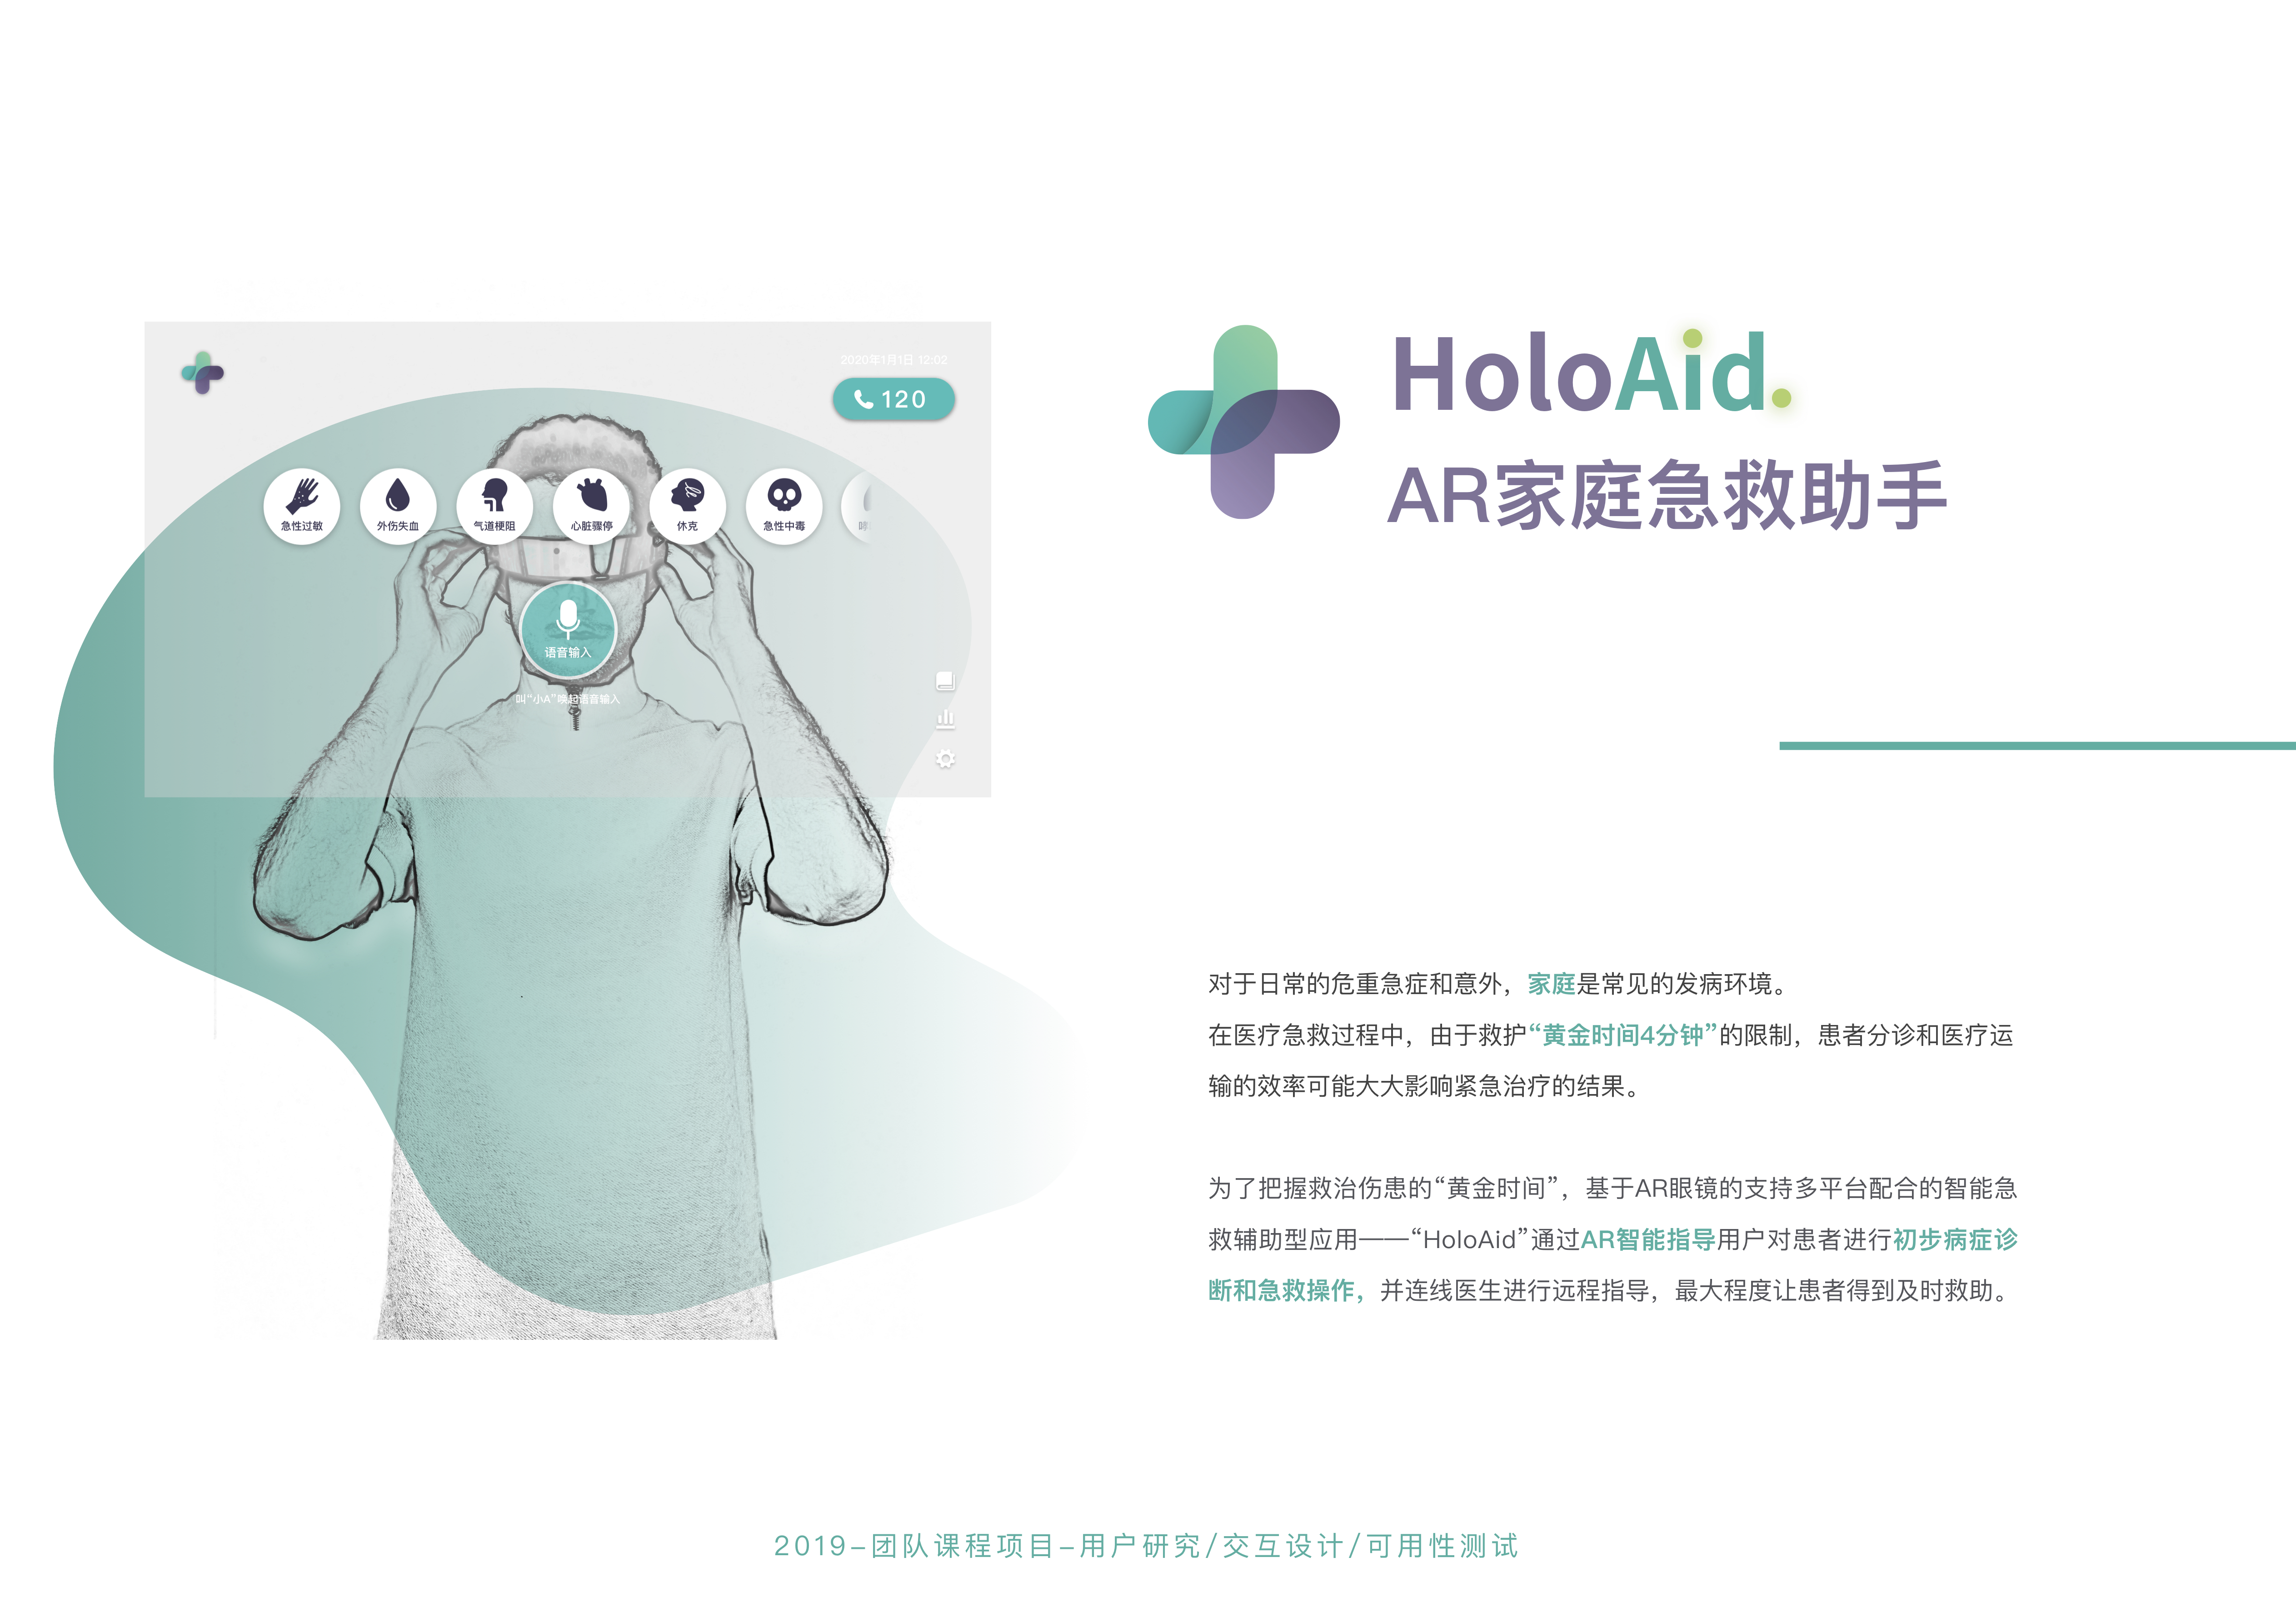 2020年1月1日 12:02
120
急性过敏
外伤失血
气道梗阻
心脏骤停
休克
急性中毒
语音输入
叫“小A”唤起语音输入
HoloAid.
AR家庭急救助手
对于日常的危重急症和意外，家庭是常见的发病环境。
在医疗急救过程中，由于救护“黄金时间4分钟”的限制，患者分诊和医疗运
输的效率可能大大影响紧急治疗的结果。
为了把握救治伤患的“黄金时间”，基于AR眼镜的支持多平台配合的智能急
救辅助型应用——“HoloAid”通过AR智能指导用户对患者进行初步病症诊
断和急救操作，并连线医生进行远程指导，最大程度让患者得到及时救助。
2019-团队课程项目-用户研究/交互设计/可用性测试